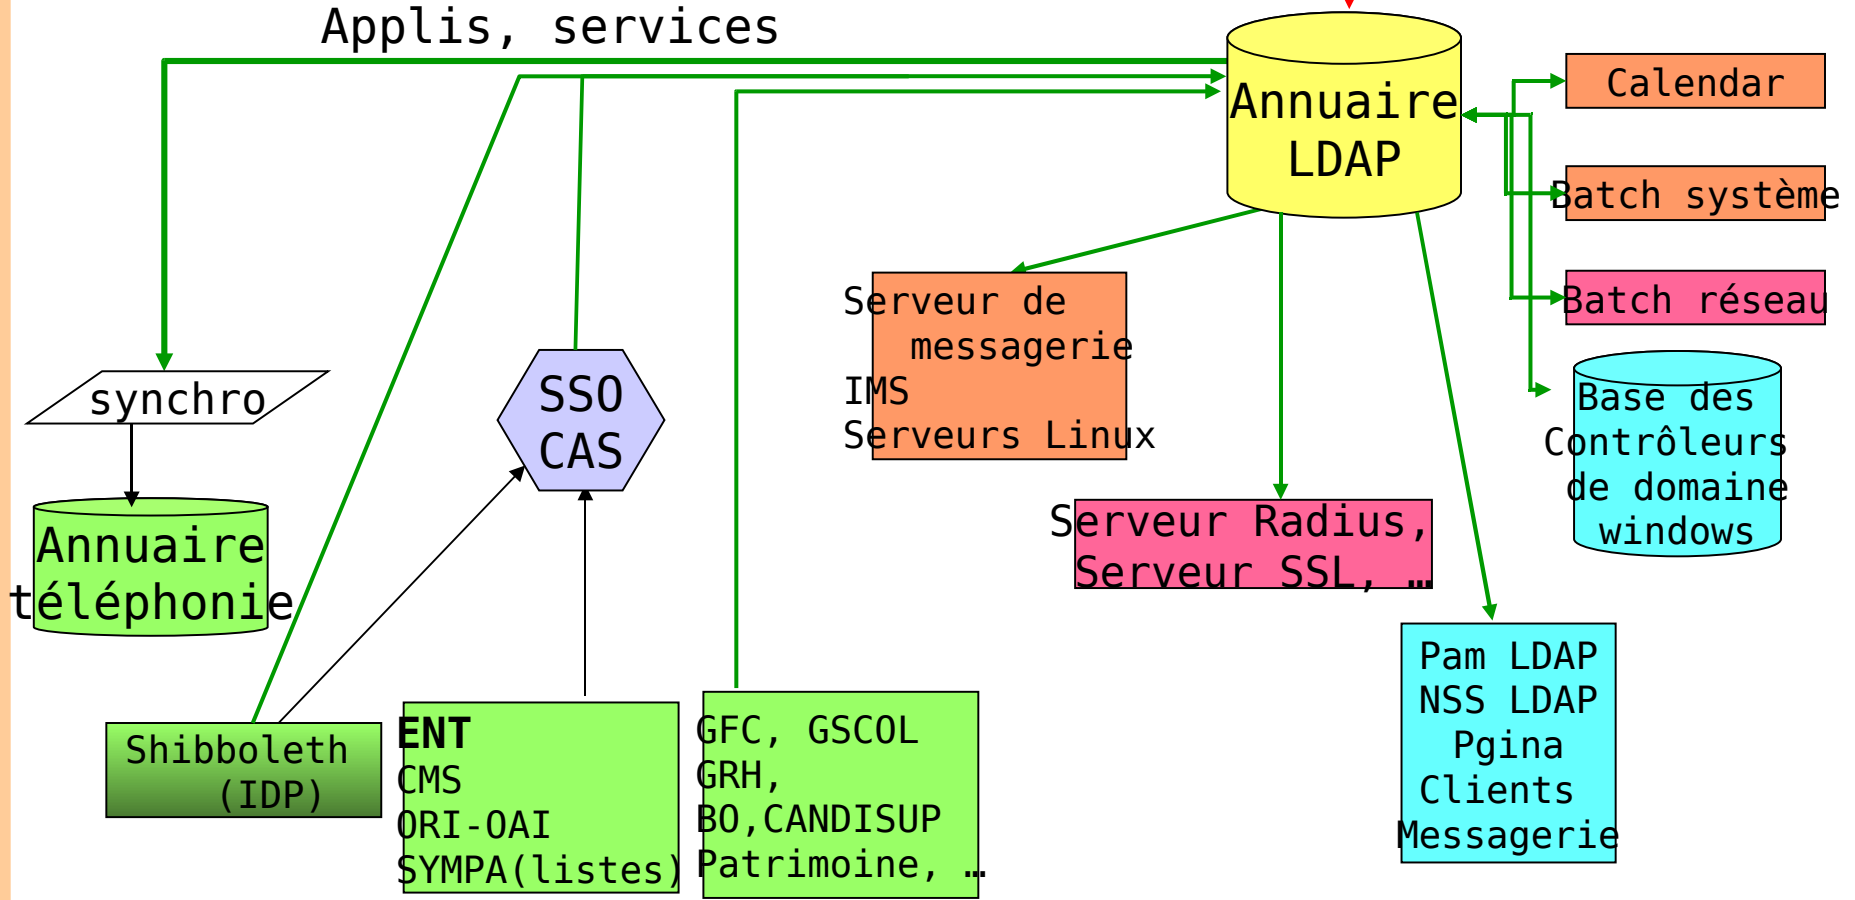 Applis, services
Annuaire
LDAP
Calendar
Batch système
Batch réseau
Base des
Contrôleurs
de domaine
windows
Serveur de
messagerie
IMS
Serveurs Linux
synchro
SSO
CAS
Annuaire
téléphonie
Serveur Radius,
Serveur SSL, …
Pam LDAP
NSS LDAP
Pgina
Clients
Messagerie
Shibboleth
(IDP)
ENT
CMS
ORI-OAI
SYMPA(listes)
GFC, GSCOL
GRH,
BO,CANDISUP
Patrimoine, …